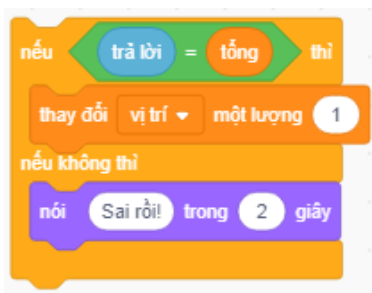 nếu trả lời = tổng thì
thay đổi vị trí một lượng 1
nếu không thì
nói Sai rồi! trong 2 giây